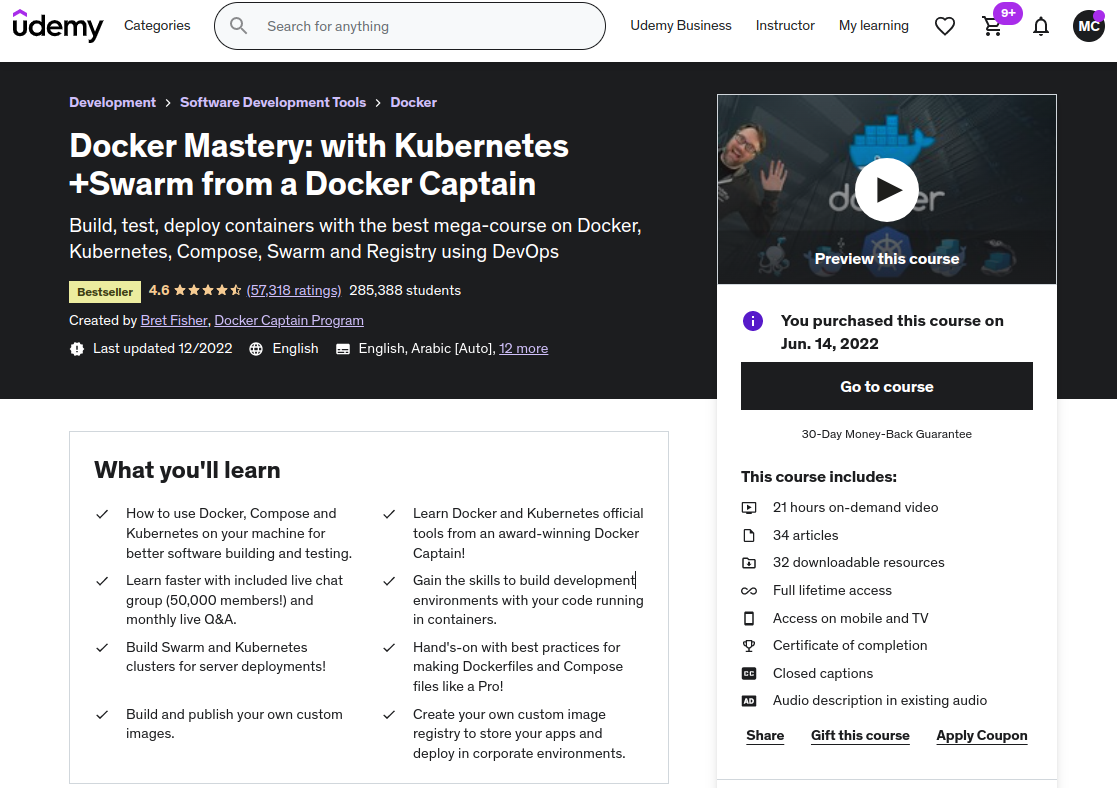 udemy
Categories
Search for anything
Udemy Business
Instructor
My learning
9+
MC
Development > Software Development Tools > Docker
Docker Mastery: with Kubernetes
+Swarm from a Docker Captain
Build, test, deploy containers with the best mega-course on Docker,
Kubernetes, Compose, Swarm and Registry using DevOps
Bestseller 4.6 (57,318 ratings) 285,388 students
Created by Bret Fisher, Docker Captain Program
Last updated 12/2022 English English, Arabic [Auto], 12 more
Preview this course
You purchased this course on
Jun. 14, 2022
Go to course
30-Day Money-Back Guarantee
This course includes:
21 hours on-demand video
34 articles
32 downloadable resources
Full lifetime access
Access on mobile and TV
Certificate of completion
CC Closed captions
AD Audio description in existing audio
Share Gift this course Apply Coupon
What you'll learn
How to use Docker, Compose and
Kubernetes on your machine for
better software building and testing.
Learn Docker and Kubernetes official
tools from an award-winning Docker
Captain!
Learn faster with included live chat
group (50,000 members!) and
monthly live Q&A.
Gain the skills to build development
environments with your code running
in containers.
Build Swarm and Kubernetes
clusters for server deployments!
Hand's-on with best practices for
making Dockerfiles and Compose
files like a Pro!
Build and publish your own custom
images.
Create your own custom image
registry to store your apps and
deploy in corporate environments.